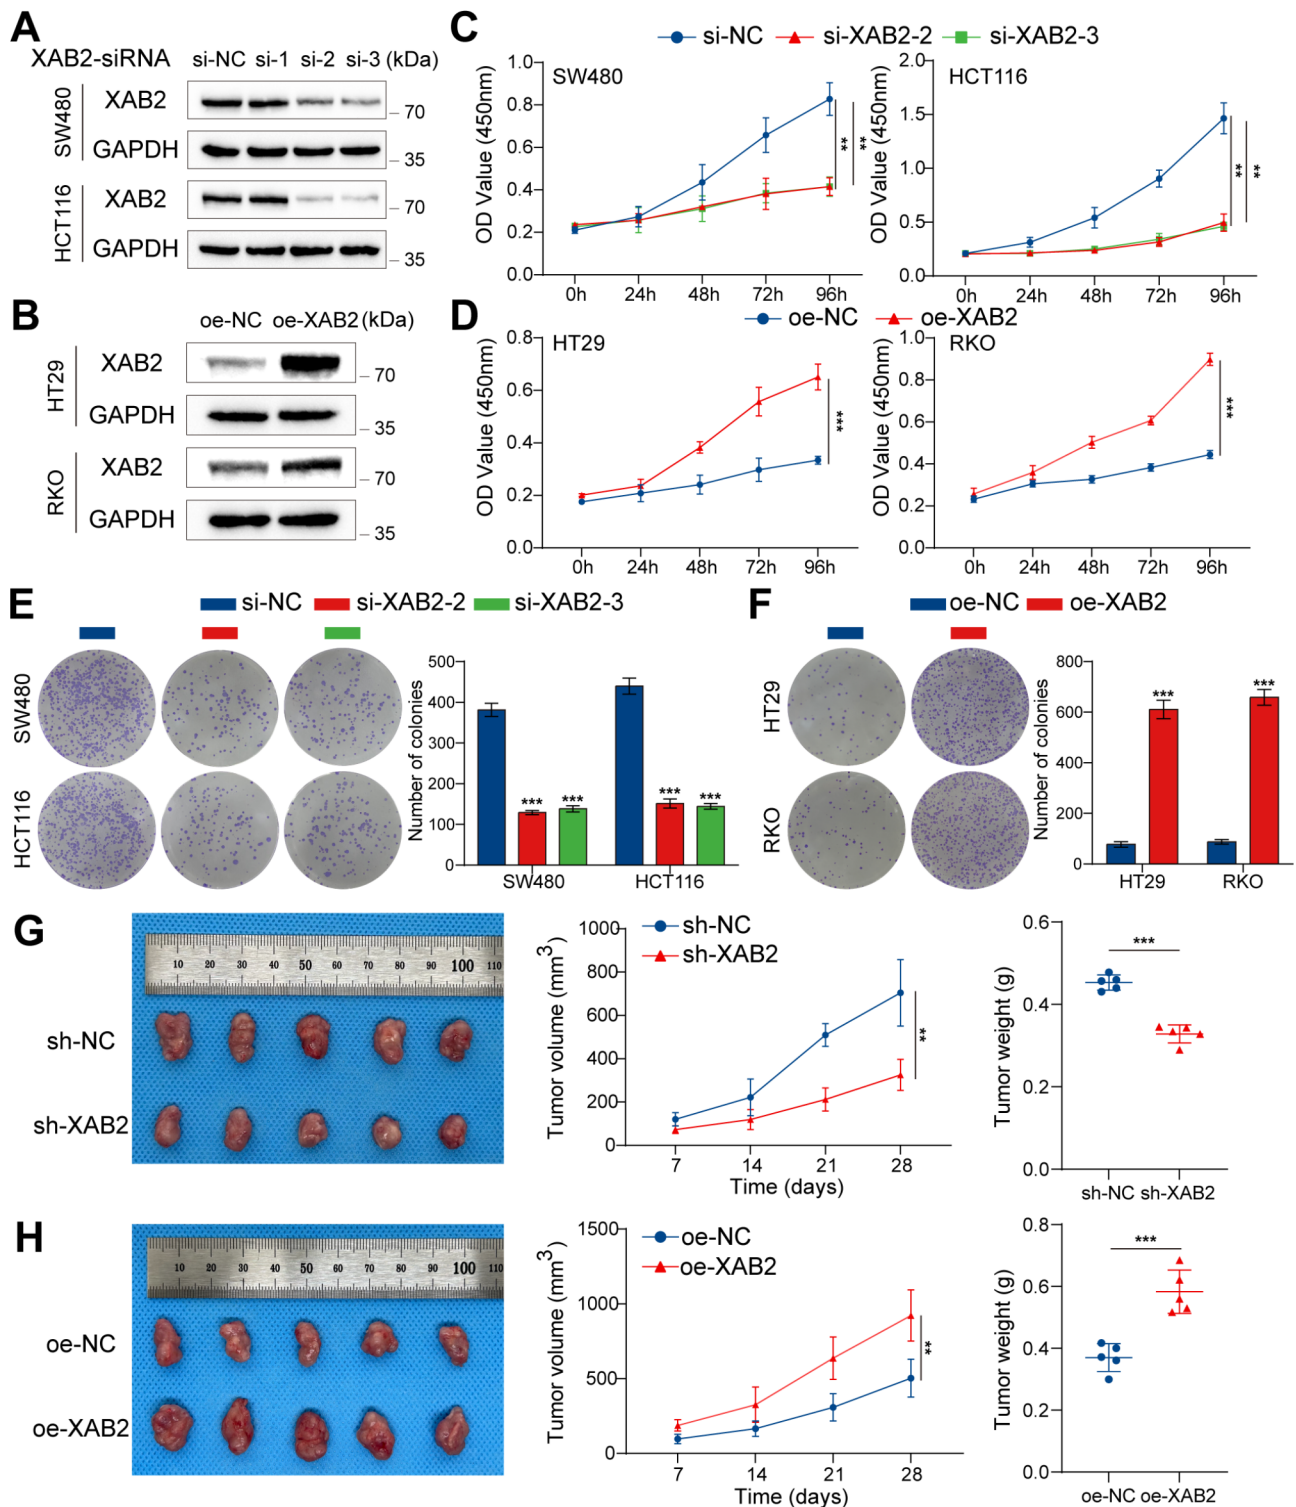 A
XAB2-siRNA si-NC si-1 si-2 si-3 (kDa)
SW480
XAB2
70
GAPDH
35
HCT116
XAB2
70
GAPDH
35
B
oe-NC oe-XAB2 (kDa)
HT29
XAB2
70
GAPDH
35
RKO
XAB2
70
GAPDH
35
C
si-NC si-XAB2-2 si-XAB2-3
SW480
OD Value (450nm)
1.0
0.8
0.6
0.4
0.2
0.0
0h 24h 48h 72h 96h
** **
HCT116
OD Value (450nm)
2.0
1.5
1.0
0.5
0.0
0h 24h 48h 72h 96h
** **
D
oe-NC oe-XAB2
HT29
OD Value (450nm)
0.8
0.6
0.4
0.2
0.0
0h 24h 48h 72h 96h
***
RKO
OD Value (450nm)
1.0
0.8
0.6
0.4
0.2
0.0
0h 24h 48h 72h 96h
***
E
si-NC si-XAB2-2 si-XAB2-3
SW480
HCT116
Number of colonies
500
400
300
200
100
0
*** *** *** ***
SW480 HCT116
F
oe-NC oe-XAB2
HT29
RKO
Number of colonies
800
600
400
200
0
*** ***
HT29 RKO
G
10 20 30 40 50 60 70 80 90 100 110
sh-NC
sh-XAB2
sh-NC
sh-XAB2
Tumor volume (mm3)
1000
800
600
400
200
0
**
7 14 21 28
Time (days)
Tumor weight (g)
0.6
0.4
0.2
0.0
***
sh-NC sh-XAB2
H
10 20 30 40 50 60 70 80 90 100 110
oe-NC
oe-XAB2
oe-NC
oe-XAB2
Tumor volume (mm3)
1500
1000
500
0
**
7 14 21 28
Time (days)
Tumor weight (g)
0.8
0.6
0.4
0.2
0.0
***
oe-NC oe-XAB2